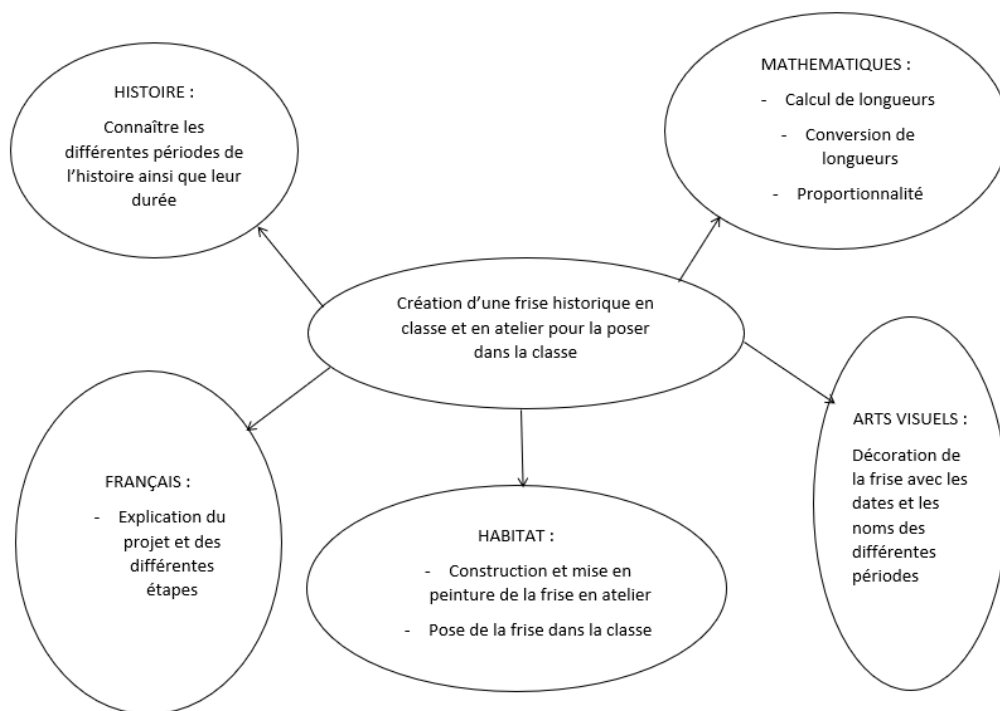 HISTOIRE :
Connaître les
différentes périodes de
l’histoire ainsi que leur
durée
MATHEMATIQUES :
- Calcul de longueurs
- Conversion de
longueurs
- Proportionnalité
Création d’une frise historique en
classe et en atelier pour la poser
dans la classe
FRANÇAIS :
- Explication du
projet et des
différentes
étapes
HABITAT :
- Construction et mise en
peinture de la frise en atelier
- Pose de la frise dans la classe
ARTS VISUELS :
Décoration de
la frise avec les
dates et les
noms des
différentes
périodes